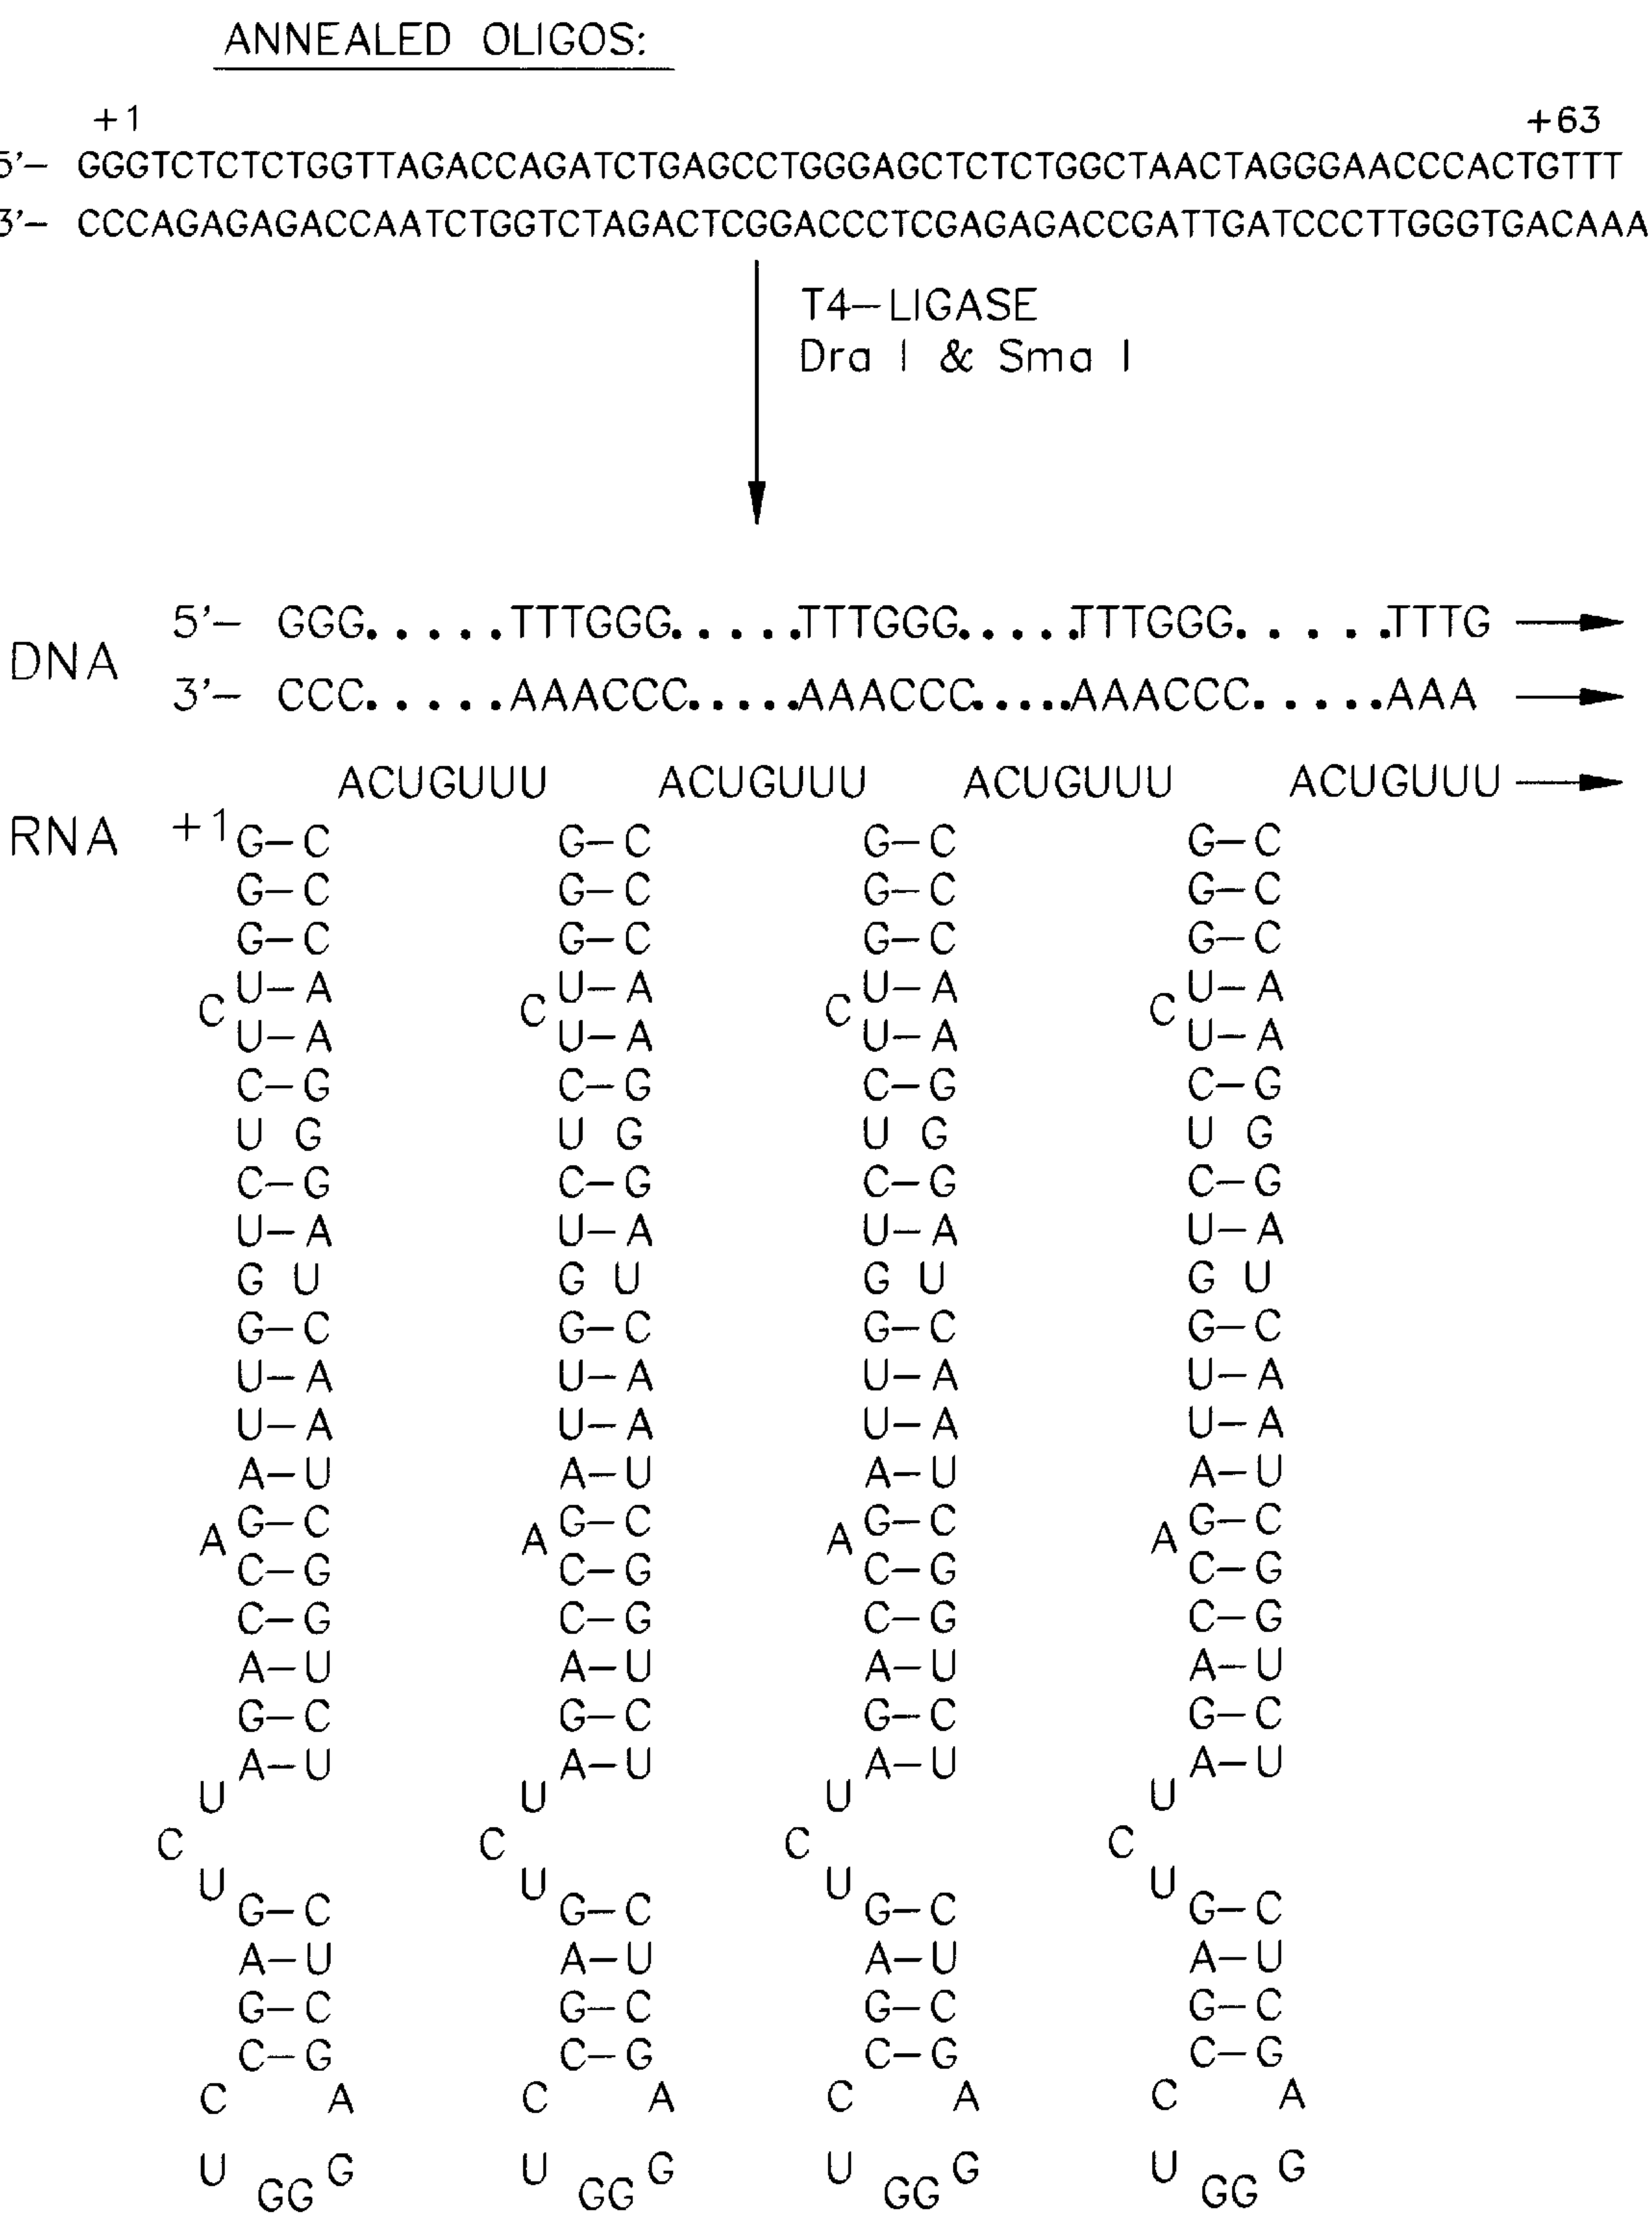 ANNEALED OLIGOS:
+1 +63
5'– GGGTCTCTCTGGTTAGACCAGATCTGAGCCTGGGAGCTCTCTGGCTAACTAGGGAACCCACTGTTT
3'– CCCAGAGAGACCAATCTGGTCTAGACTCGGACCCTCGAGAGACCGATTGATCCCTTGGGTGACAAA
T4–LIGASE
Dra I & Sma I
DNA
5'– GGG.....TTTGGG.....TTTGGG.....TTTGGG.....TTTG
3'– CCC.....AAACCC.....AAACCC.....AAACCC.....AAA
ACUGUUU ACUGUUU ACUGUUU ACUGUUU
RNA +1 G–C G–C G–C G–C
G–C G–C G–C G–C
G–C G–C G–C G–C
U–A U–A U–A U–A
C C C C
U–A U–A U–A U–A
C–G C–G C–G C–G
U G U G U G U G
C–G C–G C–G C–G
U–A U–A U–A U–A
G U G U G U G U
G–C G–C G–C G–C
U–A U–A U–A U–A
U–A U–A U–A U–A
A–U A–U A–U A–U
G–C G–C G–C G–C
A A A A
C–G C–G C–G C–G
C–G C–G C–G C–G
A–U A–U A–U A–U
G–C G–C G–C G–C
A–U A–U A–U A–U
U U U U
C C C C
U U U U
G–C G–C G–C G–C
A–U A–U A–U A–U
G–C G–C G–C G–C
C–G C–G C–G C–G
C A C A C A C A
U G U G U G U G
GG GG GG GG